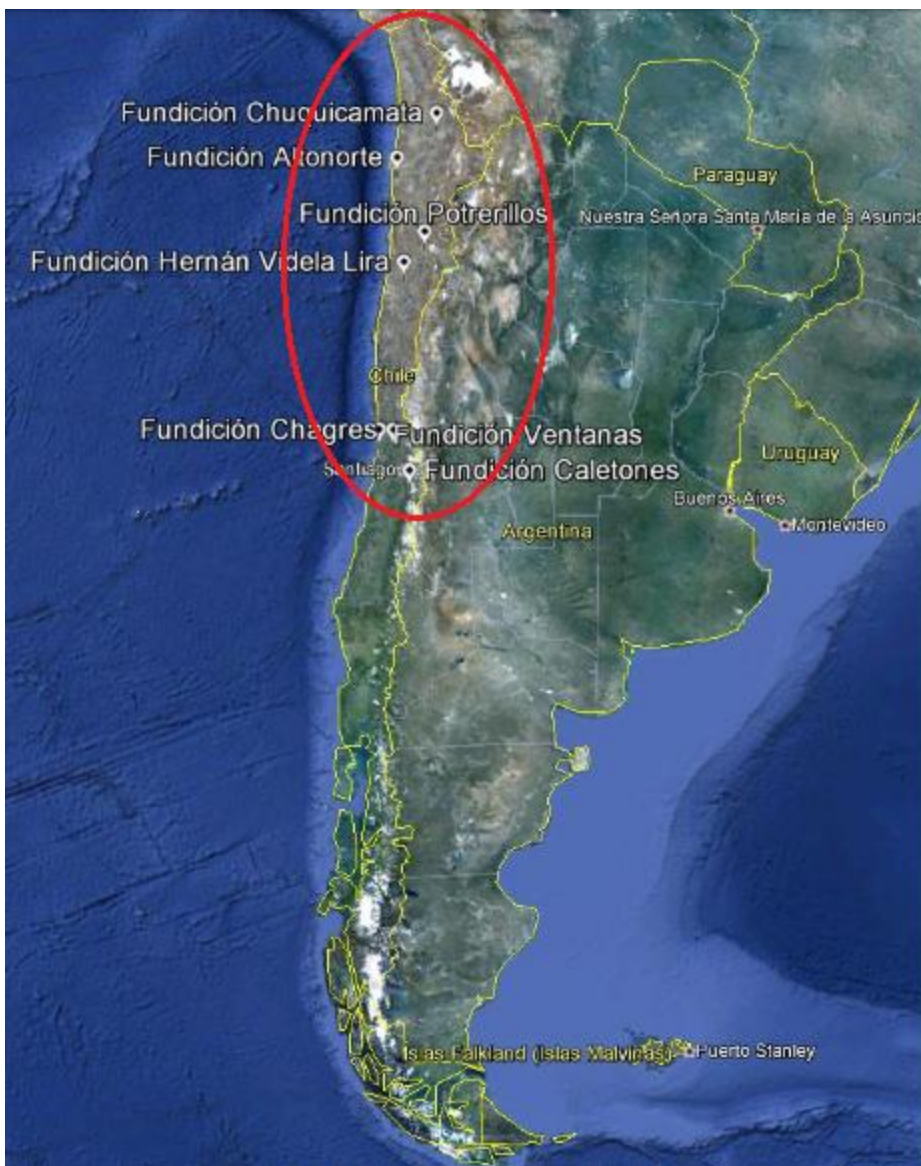 Fundición Chuquicamata
Fundición Altonorte
Paraguay
Fundición Potrerillos
Nuestra Señora Santa María de la Asunció
Fundición Hernán Videla Lira
Chile
Fundición Chagres
Fundición Ventanas
Uruguay
Santiago
Fundición Caletones
Buenos Aires
Montevideo
Argentina
Islas Falkland (Islas Malvinas)
Puerto Stanley